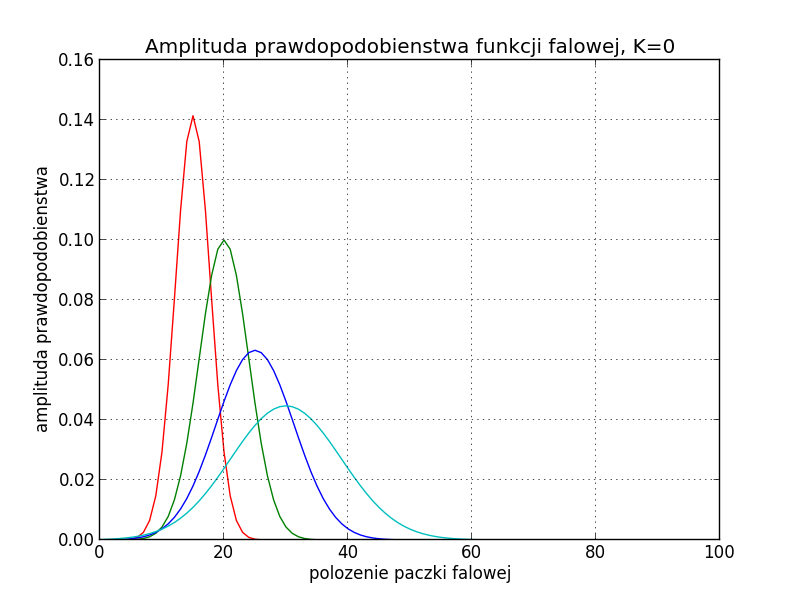 Amplituda prawdopodobienstwa funkcji falowej, K=0
0.16
0.14
0.12
0.10
0.08
0.06
0.04
0.02
0.00
amplituda prawdopodobienstwa
0 20 40 60 80 100
polozenie paczki falowej